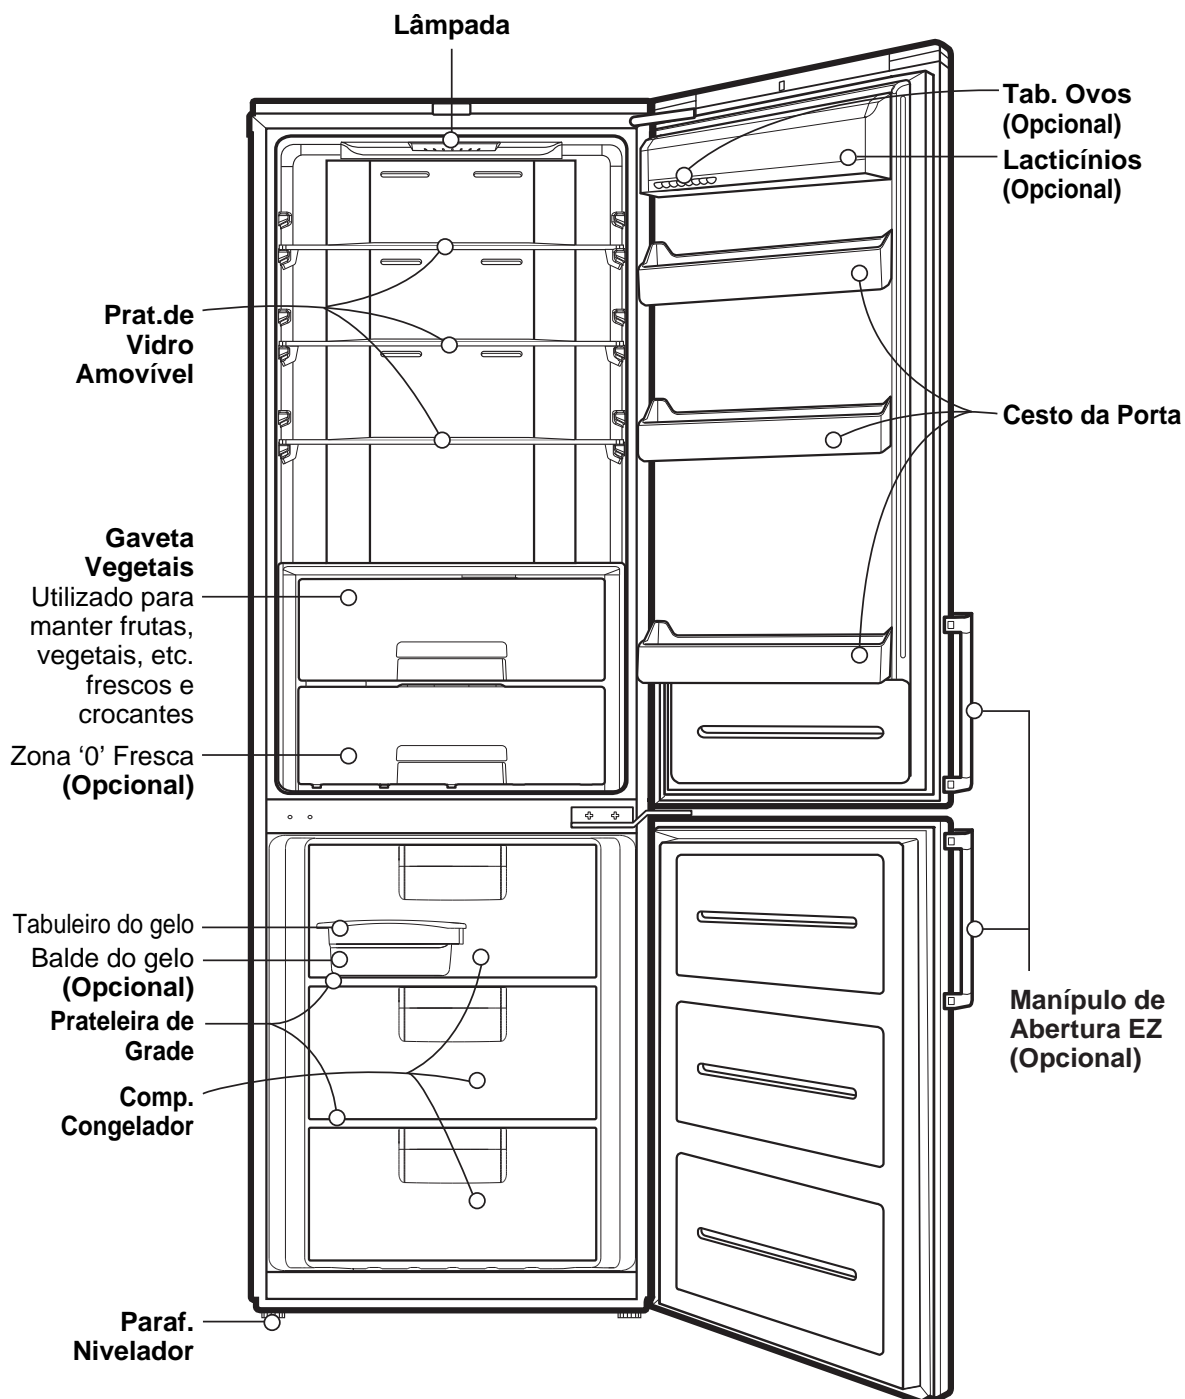 Lâmpada
Tab. Ovos
(Opcional)
Lacticínios
(Opcional)
Prat.de
Vidro
Amovível
Cesto da Porta
Gaveta
Vegetais
Utilizado para
manter frutas,
vegetais, etc.
frescos e
crocantes
Zona ‘0’ Fresca
(Opcional)
Tabuleiro do gelo
Balde do gelo
(Opcional)
Prateleira de
Grade
Comp.
Congelador
Manípulo de
Abertura EZ
(Opcional)
Paraf.
Nivelador